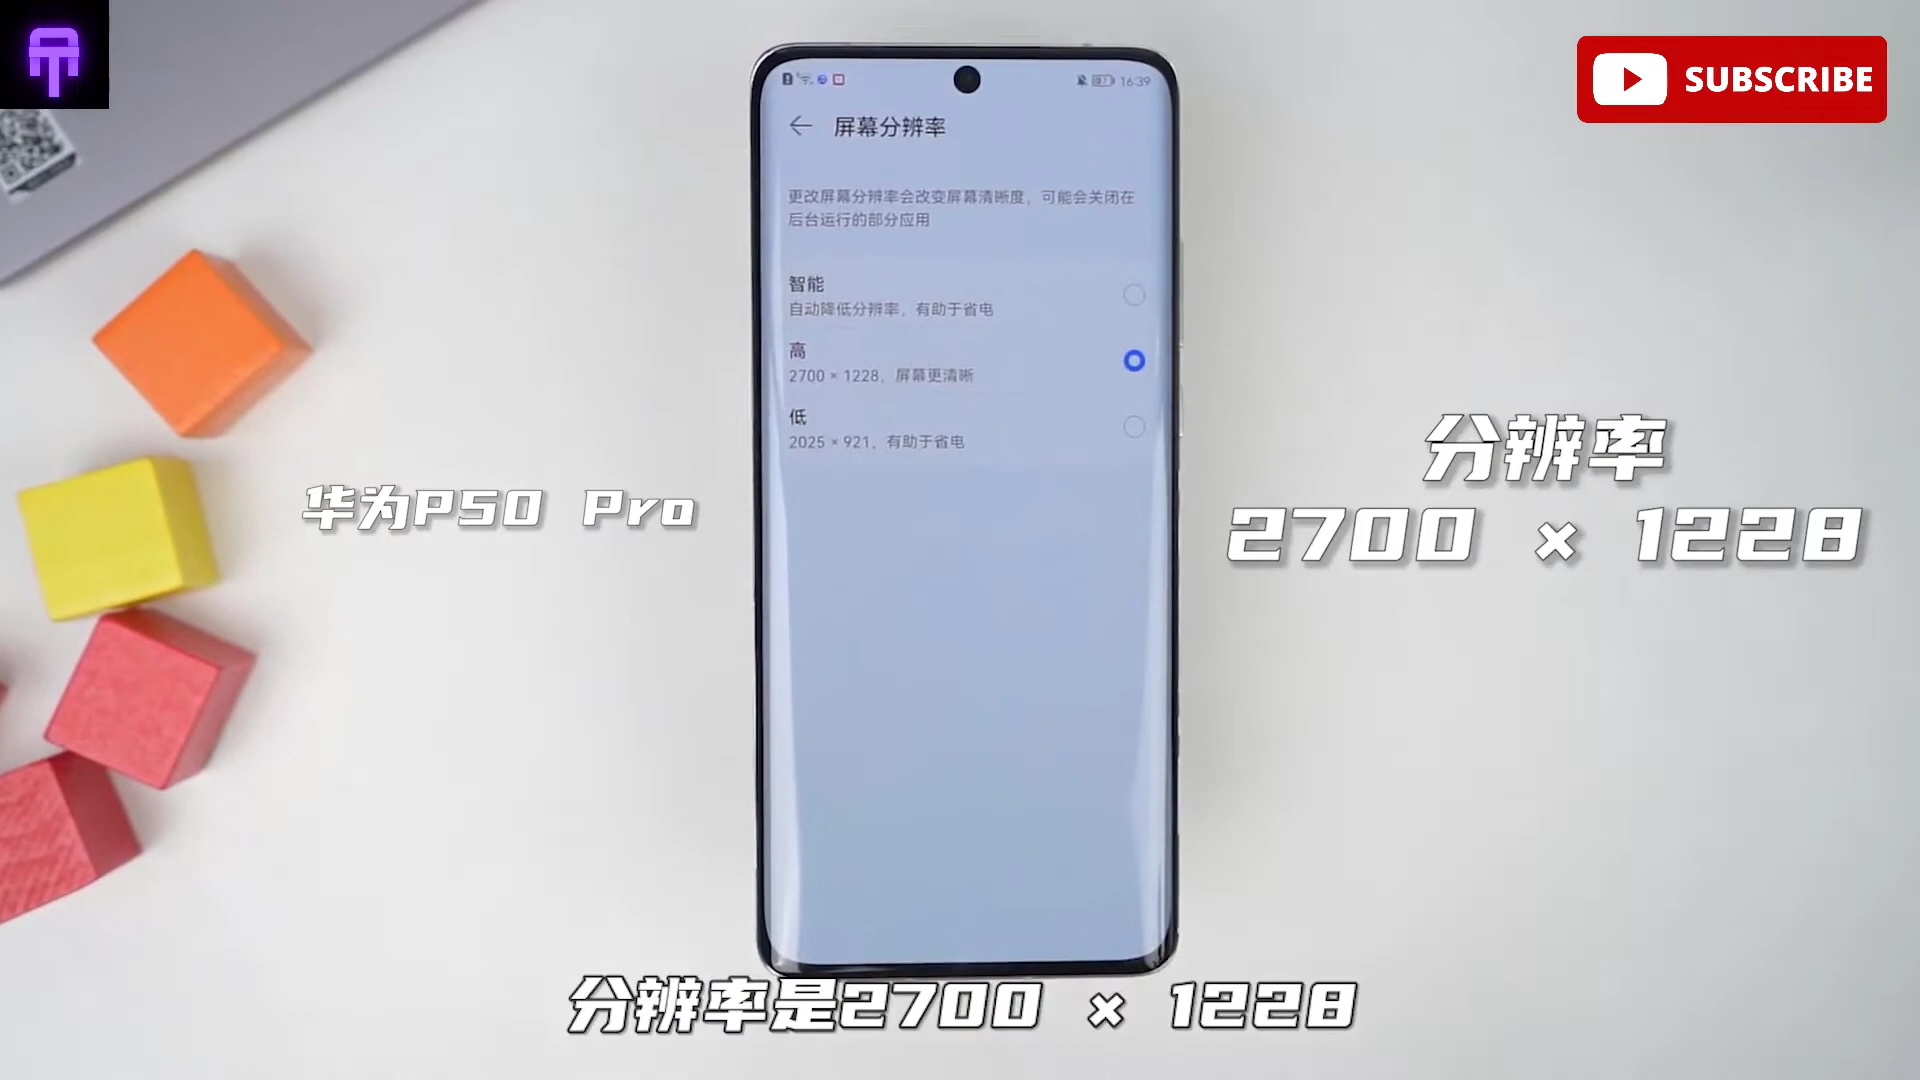 SUBSCRIBE
16:39
屏幕分辨率
更改屏幕分辨率会改变屏幕清晰度，可能会关闭在
后台运行的部分应用
智能
自动降低分辨率，有助于省电
高
2700 × 1228，屏幕更清晰
低
2025 × 921，有助于省电
华为P50 Pro
分辨率
2700 × 1228
分辨率是2700 × 1228